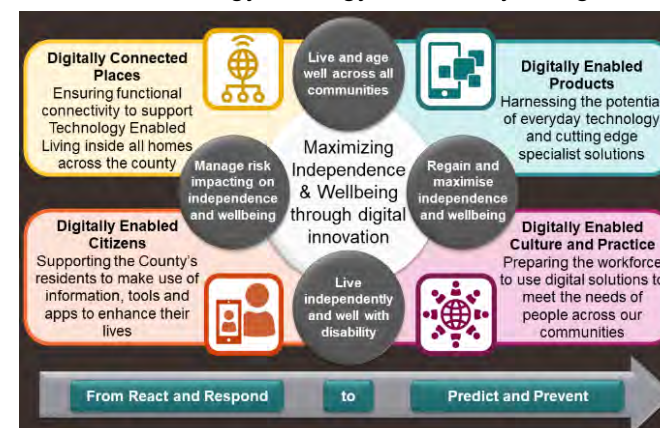 Digitally Connected
Places
Ensuring functional
connectivity to support
Technology Enabled
Living inside all homes
across the county
Live and age
well across all
communities
Digitally Enabled
Products
Harnessing the potential
of everyday technology
and cutting edge
specialist solutions
Manage risk
impacting on
independence
and wellbeing
Maximizing
Independence
& Wellbeing
through digital
innovation
Regain and
maximise
independence
and wellbeing
Digitally Enabled
Citizens
Supporting the County's
residents to make use of
information, tools and
apps to enhance their
lives
Live
independently
and well with
disability
Digitally Enabled
Culture and Practice
Preparing the workforce
to use digital solutions to
meet the needs of
people across our
communities
From React and Respond
to
Predict and Prevent